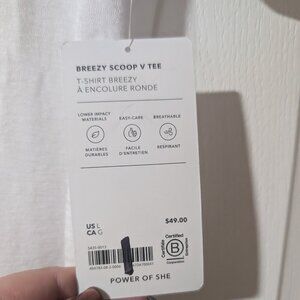 BREEZY SCOOP V TEE
T-SHIRT BREEZY
À ENCOLURE RONDE
LOWER IMPACT MATERIALS
EASY-CARE
BREATHABLE
MATIÈRES DURABLES
FACILE D'ENTRETIEN
RESPIRANT
US L
CA G
$49.00
Certified
B
Corporation
POWER OF SHE